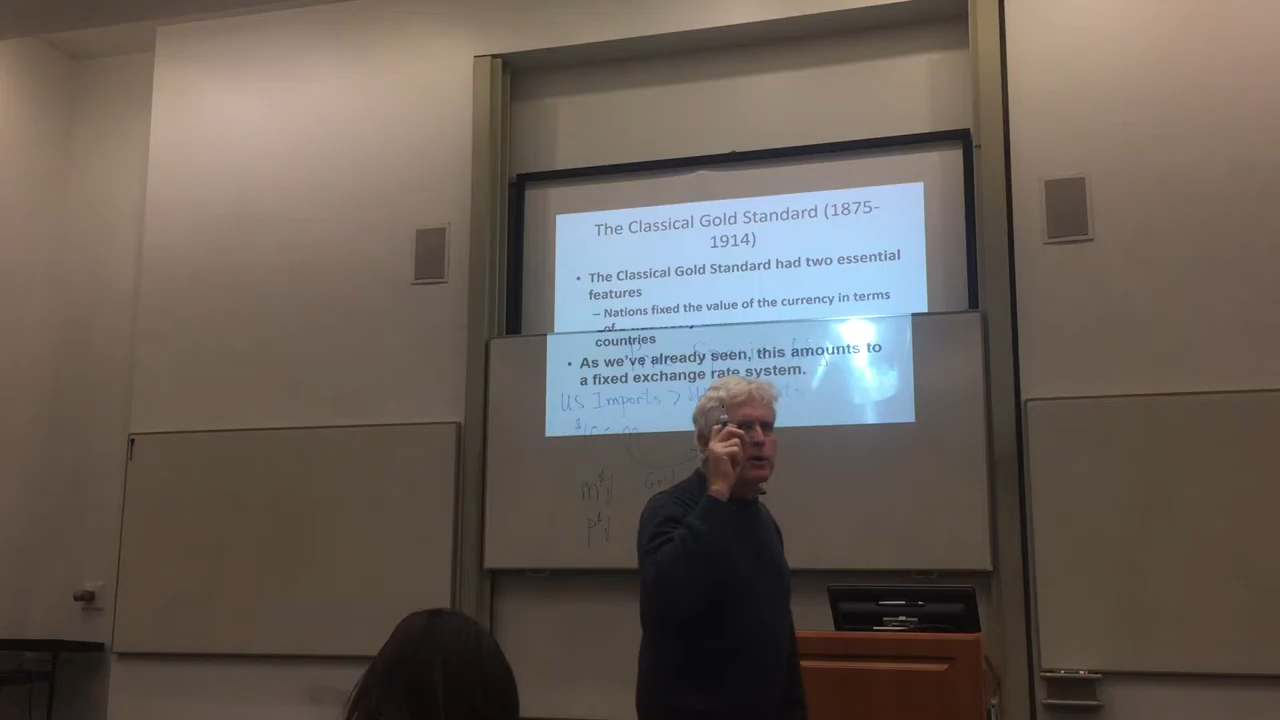 The Classical Gold Standard (1875-
1914)
• The Classical Gold Standard had two essential
features
– Nations fixed the value of the currency in terms
of
countries
• As we've already seen, this amounts to
a fixed exchange rate system.
US Imports >
Gold
M$↓
P$↓